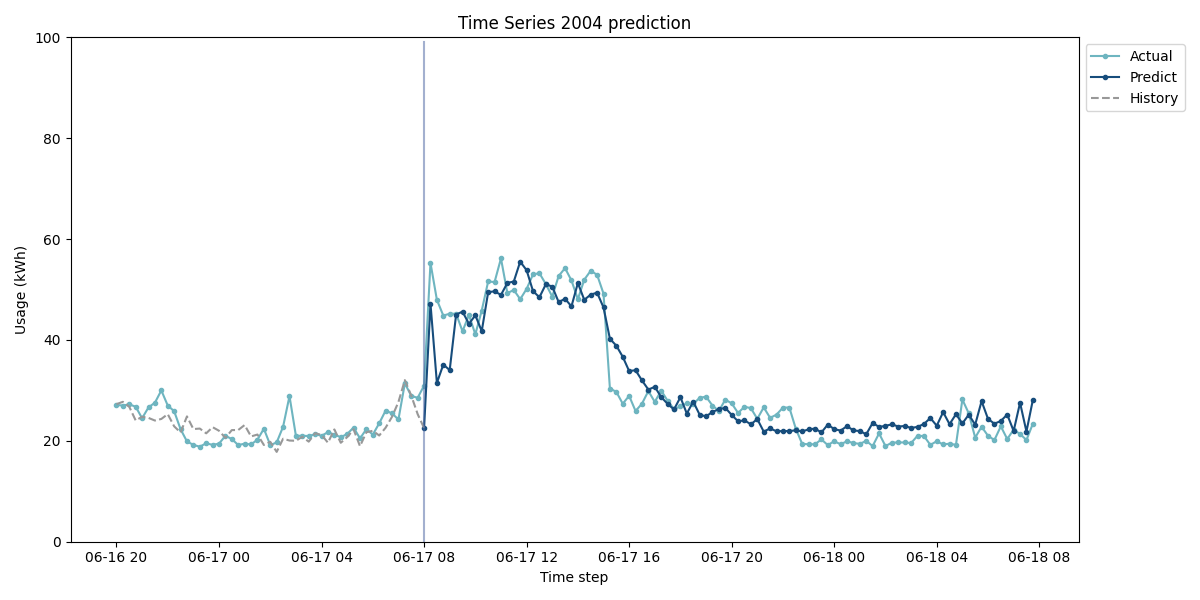 Time Series 2004 prediction
100
80
60
40
20
0
Usage (kWh)
06-16 20
06-17 00
06-17 04
06-17 08
06-17 12
06-17 16
06-17 20
06-18 00
06-18 04
06-18 08
Time step
Actual
Predict
History